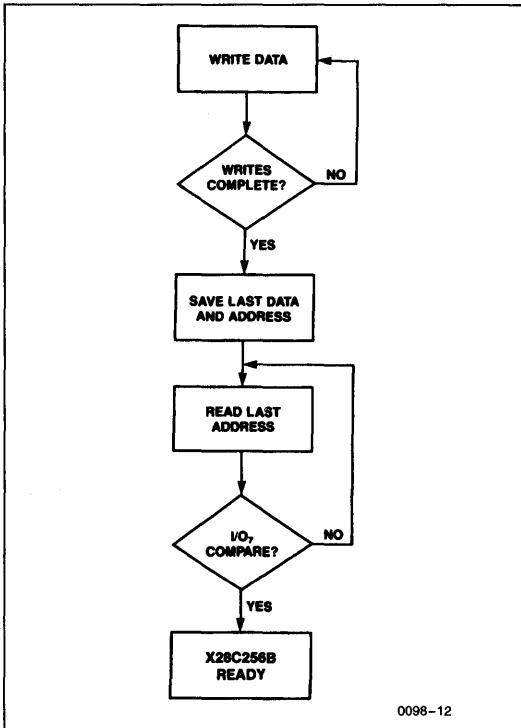 WRITE DATA
WRITES
COMPLETE?
NO
YES
SAVE LAST DATA
AND ADDRESS
READ LAST
ADDRESS
I/O₇
COMPARE?
NO
YES
X28C256B
READY
0098–12